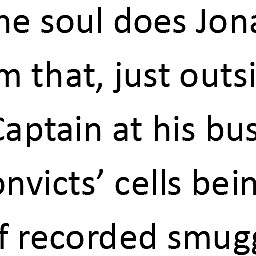 he soul does Jona
m that, just outsi
Captain at his bus
onvicts’ cells bein
f recorded smugg